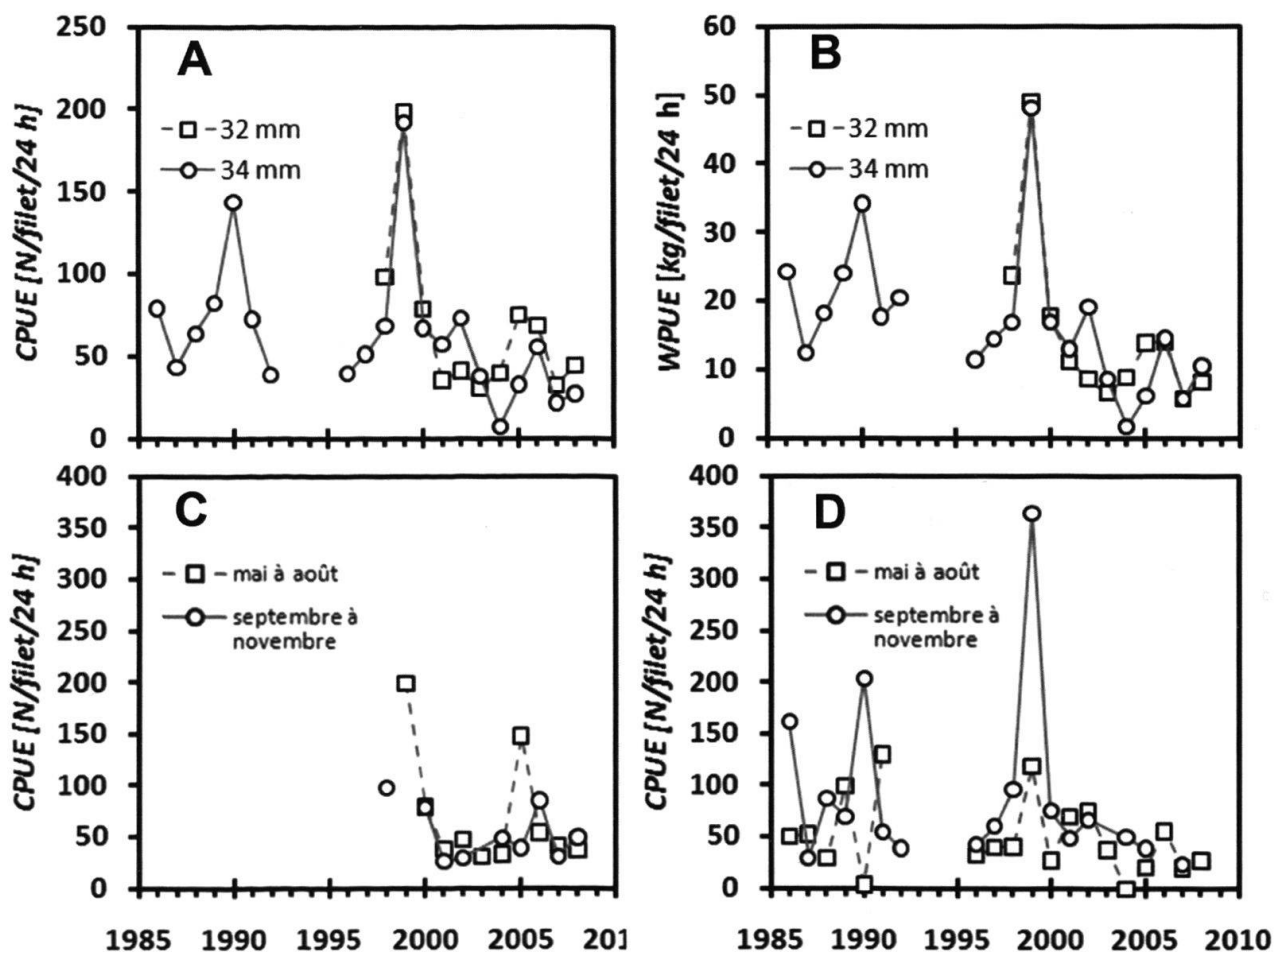 A
CPUE [N/filet/24 h]
250
200
150
100
50
0
32 mm
34 mm
B
WPUE [kg/filet/24 h]
60
50
40
30
20
10
0
32 mm
34 mm
C
CPUE [N/filet/24 h]
400
350
300
250
200
150
100
50
0
mai à août
septembre à
novembre
1985 1990 1995 2000 2005 201
D
CPUE [N/filet/24 h]
400
350
300
250
200
150
100
50
0
mai à août
septembre à
novembre
1985 1990 1995 2000 2005 2010